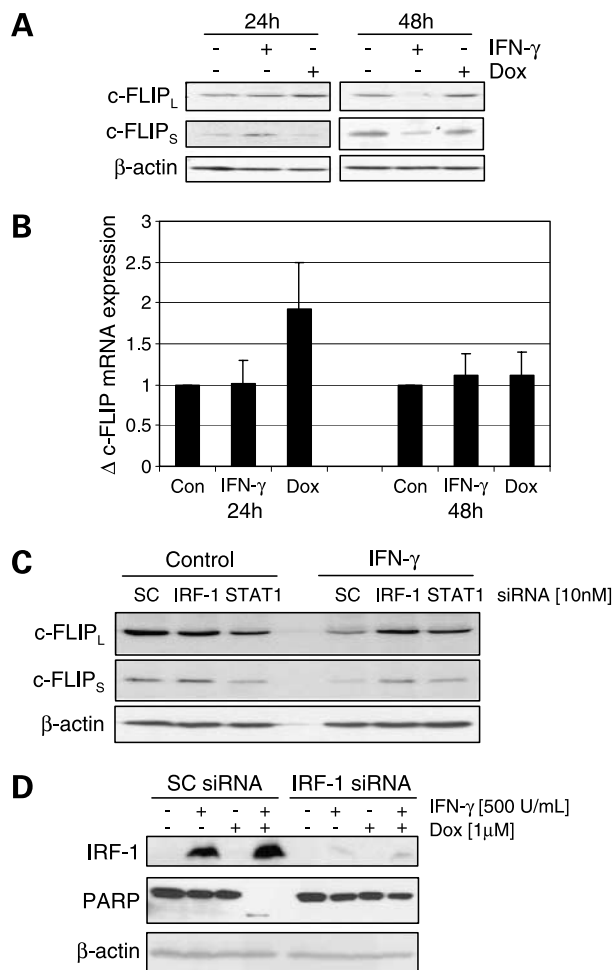 A
24h 48h
- + - - + - IFN-γ
+ + Dox
c-FLIPL
c-FLIPS
β-actin
B
Δ c-FLIP mRNA expression
3
2.5
2
1.5
1
0.5
0
Con IFN-γ Dox Con IFN-γ Dox
24h 48h
C
Control IFN-γ
SC IRF-1 STAT1 SC IRF-1 STAT1 siRNA [10nM]
c-FLIPL
c-FLIPS
β-actin
D
SC siRNA IRF-1 siRNA
- + - + - + - + IFN-γ [500 U/mL]
- - + + - - + + Dox [1μM]
IRF-1
PARP
β-actin